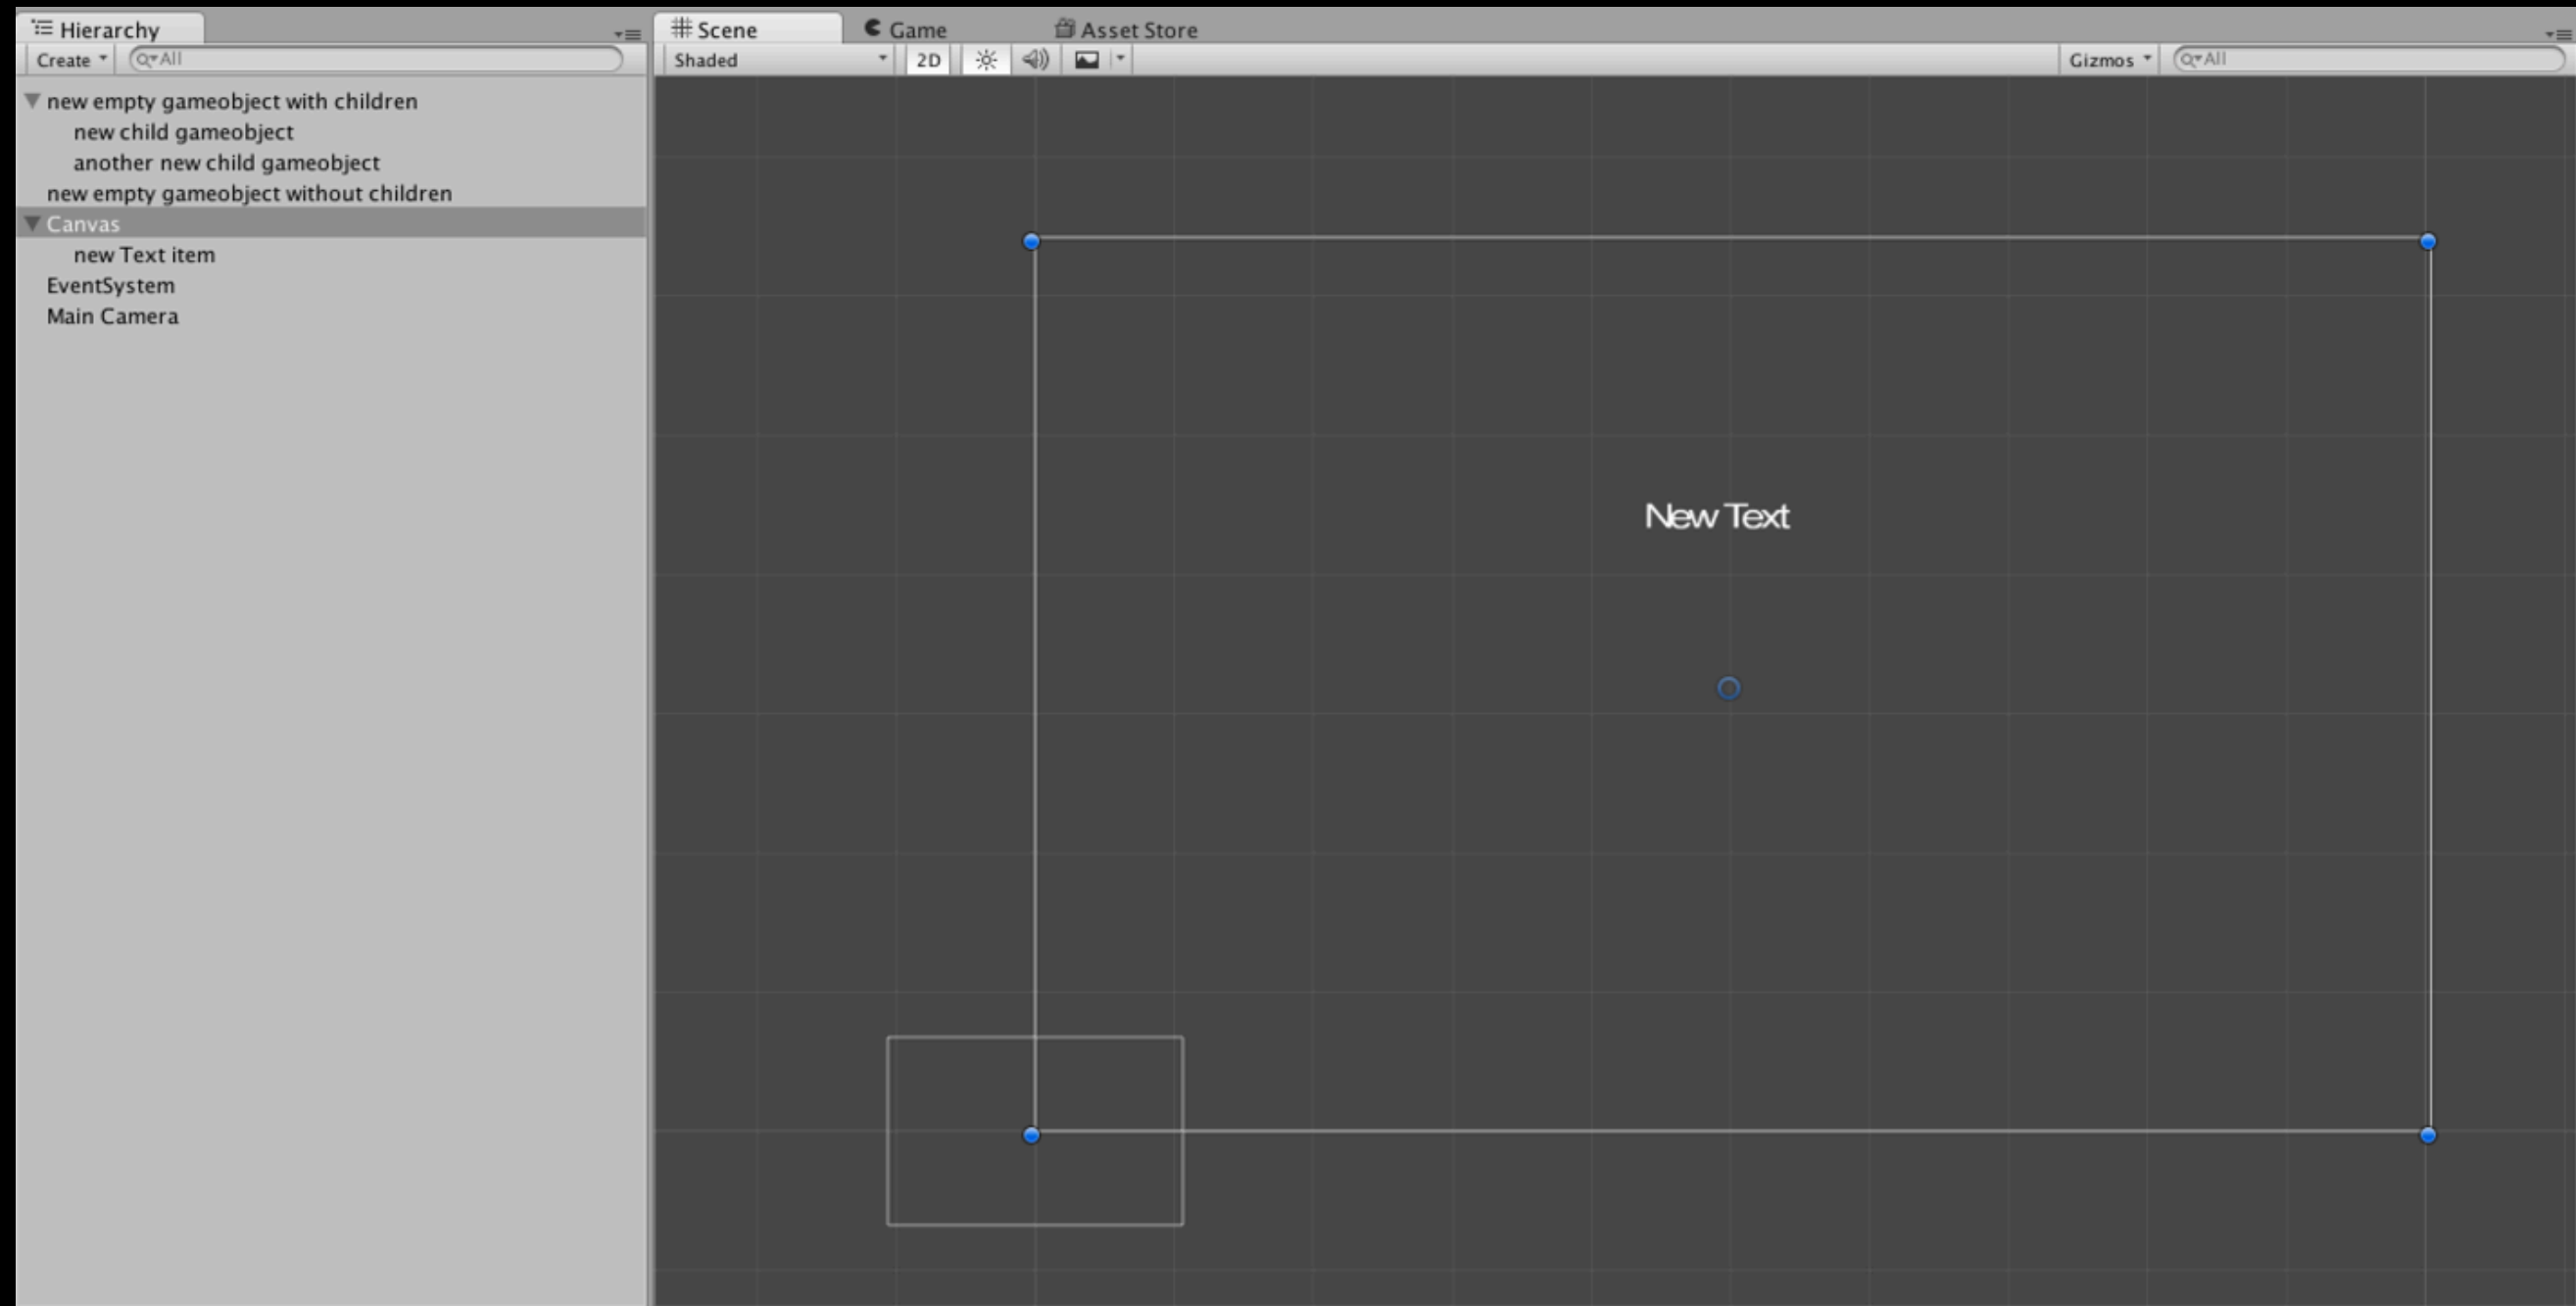 Hierarchy
Create
All
new empty gameobject with children
new child gameobject
another new child gameobject
new empty gameobject without children
Canvas
new Text item
EventSystem
Main Camera
Scene
Game
Asset Store
Shaded
2D
Gizmos
All
New Text